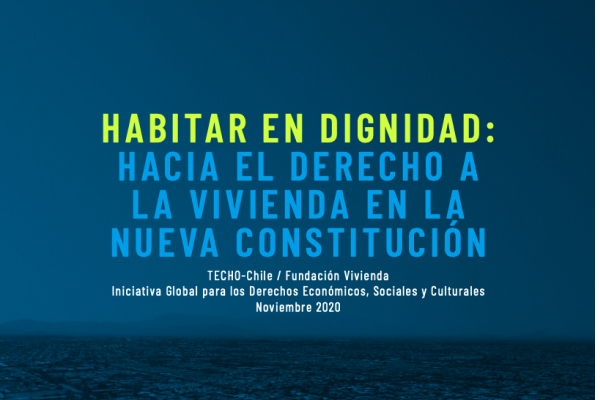 HABITAR EN DIGNIDAD:
HACIA EL DERECHO A
LA VIVIENDA EN LA
NUEVA CONSTITUCIÓN
TECHO-Chile / Fundación Vivienda
Iniciativa Global para los Derechos Económicos, Sociales y Culturales
Noviembre 2020